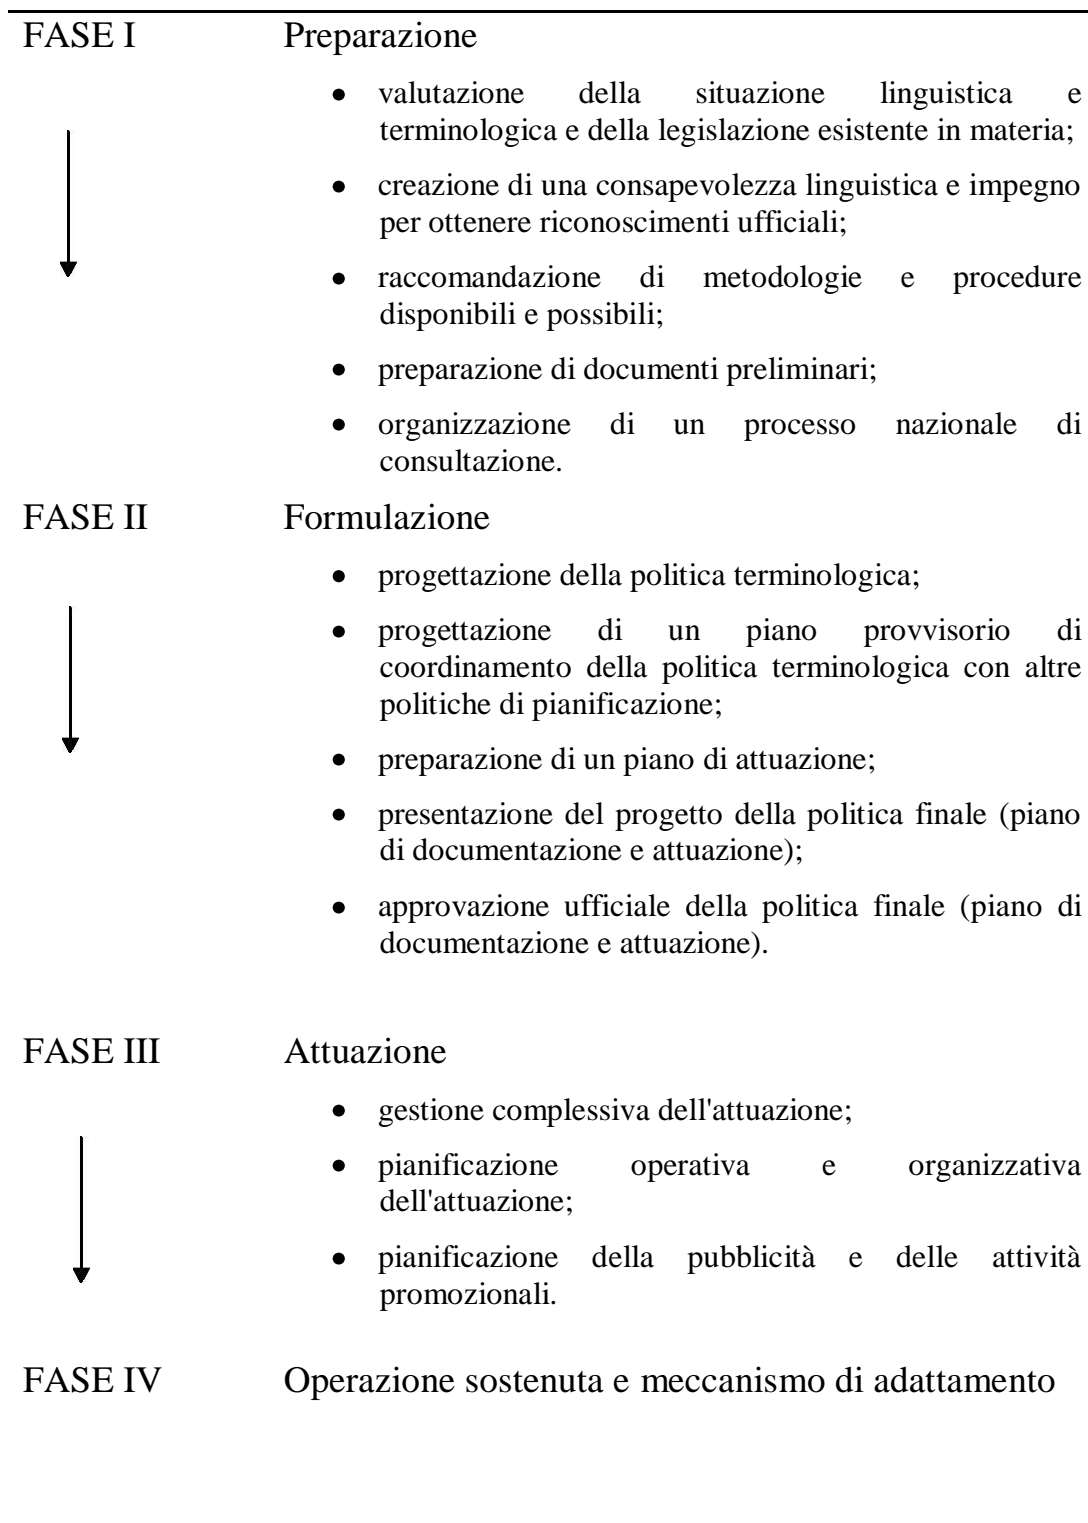 FASE I Preparazione
• valutazione della situazione linguistica e
terminologica e della legislazione esistente in materia;
• creazione di una consapevolezza linguistica e impegno
per ottenere riconoscimenti ufficiali;
• raccomandazione di metodologie e procedure
disponibili e possibili;
• preparazione di documenti preliminari;
• organizzazione di un processo nazionale di
consultazione.
FASE II Formulazione
• progettazione della politica terminologica;
• progettazione di un piano provvisorio di
coordinamento della politica terminologica con altre
politiche di pianificazione;
• preparazione di un piano di attuazione;
• presentazione del progetto della politica finale (piano
di documentazione e attuazione);
• approvazione ufficiale della politica finale (piano di
documentazione e attuazione).
FASE III Attuazione
• gestione complessiva dell'attuazione;
• pianificazione operativa e organizzativa
dell'attuazione;
• pianificazione della pubblicità e delle attività
promozionali.
FASE IV Operazione sostenuta e meccanismo di adattamento